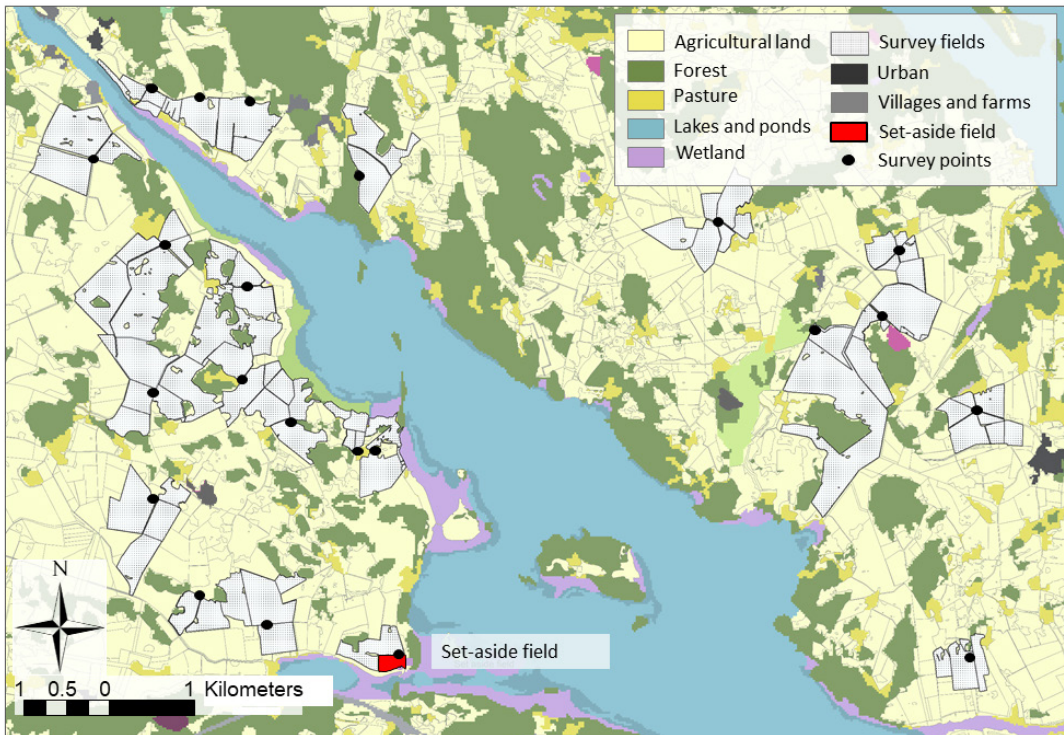 Agricultural land
Forest
Pasture
Lakes and ponds
Wetland
Survey fields
Urban
Villages and farms
Set-aside field
Survey points
N
Set-aside field
1 0.5 0 1 Kilometers